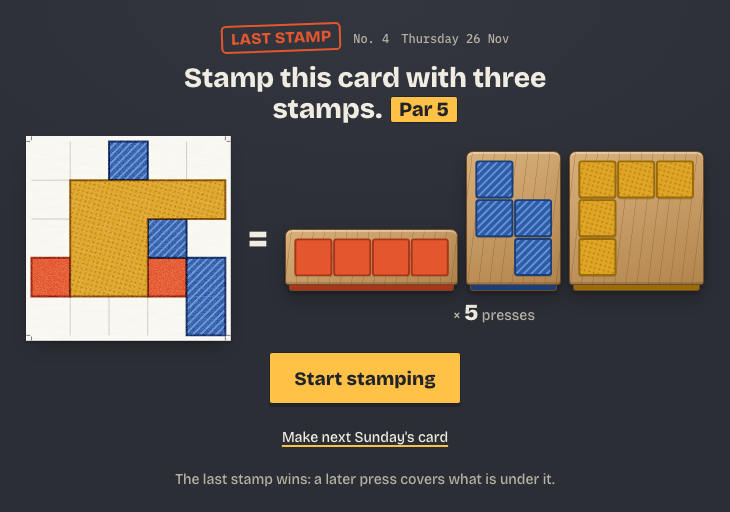 LAST STAMP No. 4 Thursday 26 Nov
Stamp this card with three
stamps. Par 5
=
× 5 presses
Start stamping
Make next Sunday's card
The last stamp wins: a later press covers what is under it.